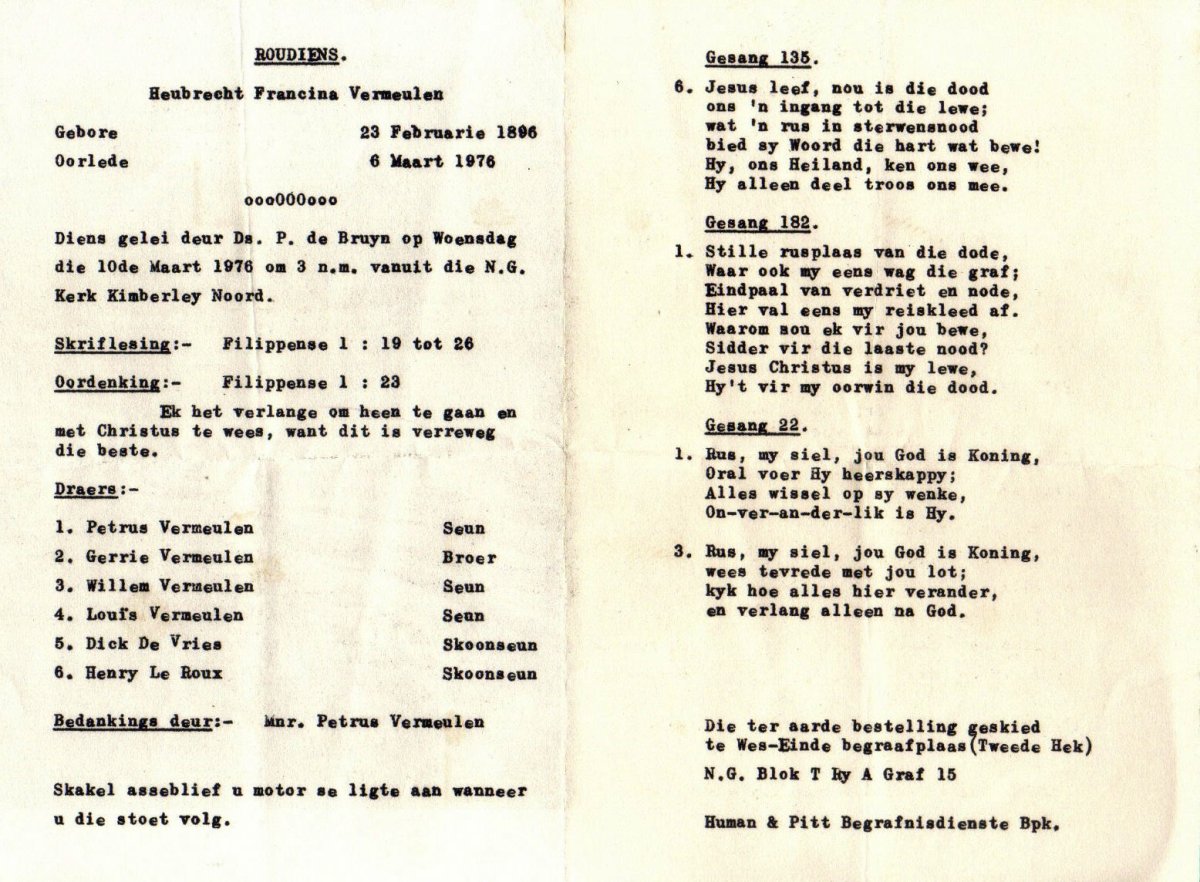 ROUDIENS.
Heubrecht Francina Vermeulen
Gebore 23 Februarie 1896
Oorlede 6 Maart 1976
oooOOOooo
Diens gelei deur Ds. P. de Bruyn op Woensdag
die 10de Maart 1976 om 3 n.m. vanuit die N.G.
Kerk Kimberley Noord.
Skriflesing:- Filippense 1 : 19 tot 26
Oordenking:- Filippense 1 : 23
Ek het verlange om heen te gaan en
met Christus te wees, want dit is verreweg
die beste.
Draers:-
1. Petrus Vermeulen Seun
2. Gerrie Vermeulen Broer
3. Willem Vermeulen Seun
4. Louis Vermeulen Seun
5. Dick De Vries Skoonseun
6. Henry Le Roux Skoonseun
Bedankings deur:- Mnr. Petrus Vermeulen
Skakel asseblief u motor se ligte aan wanneer
u die stoet volg.
Gesang 135.
6. Jesus leef, nou is die dood
ons 'n ingang tot die lewe;
wat 'n rus in sterwensnood
bied sy Woord die hart wat bewe!
Hy, ons Heiland, ken ons wee,
Hy alleen deel troos ons mee.
Gesang 182.
1. Stille rusplaas van die dode,
Waar ook my eens wag die graf;
Eindpaal van verdriet en node,
Hier val eens my reiskleed af.
Waarom sou ek vir jou bewe,
Sidder vir die laaste nood?
Jesus Christus is my lewe,
Hy't vir my oorwin die dood.
Gesang 22.
1. Rus, my siel, jou God is Koning,
Oral voer Hy heerskappy;
Alles wissel op sy wenke,
On-ver-an-der-lik is Hy.
3. Rus, my siel, jou God is Koning,
wees tevrede met jou lot;
kyk hoe alles hier verander,
en verlang alleen na God.
Die ter aarde bestelling geskied
te Wes-Einde begraafplaas(Tweede Hek)
N.G. Blok T Ry A Graf 15
Human & Pitt Begrafnisdienste Bpk.